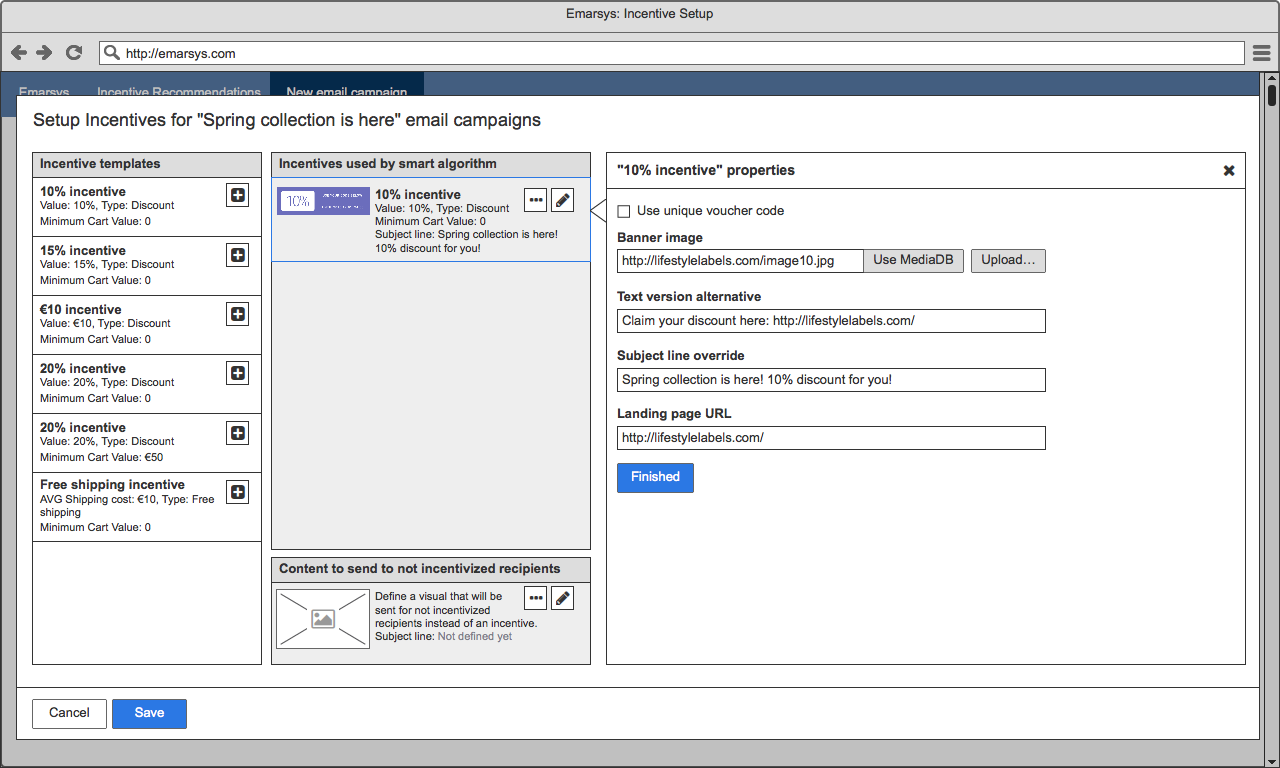 Emarsys: Incentive Setup
http://emarsys.com
Emarsys
Incentive Recommendations
New email campaign
Setup Incentives for "Spring collection is here" email campaigns
Incentive templates
10% incentive
Value: 10%, Type: Discount
Minimum Cart Value: 0
15% incentive
Value: 15%, Type: Discount
Minimum Cart Value: 0
€10 incentive
Value: €10, Type: Discount
Minimum Cart Value: 0
20% incentive
Value: 20%, Type: Discount
Minimum Cart Value: 0
20% incentive
Value: 20%, Type: Discount
Minimum Cart Value: €50
Free shipping incentive
AVG Shipping cost: €10, Type: Free
shipping
Minimum Cart Value: 0
Incentives used by smart algorithm
10%
10% incentive
Value: 10%, Type: Discount
Minimum Cart Value: 0
Subject line: Spring collection is here!
10% discount for you!
Content to send to not incentivized recipients
Define a visual that will be
sent for not incentivized
recipients instead of an incentive.
Subject line: Not defined yet
"10% incentive" properties
Use unique voucher code
Banner image
http://lifestylelabels.com/image10.jpg
Use MediaDB
Upload...
Text version alternative
Claim your discount here: http://lifestylelabels.com/
Subject line override
Spring collection is here! 10% discount for you!
Landing page URL
http://lifestylelabels.com/
Finished
Cancel
Save